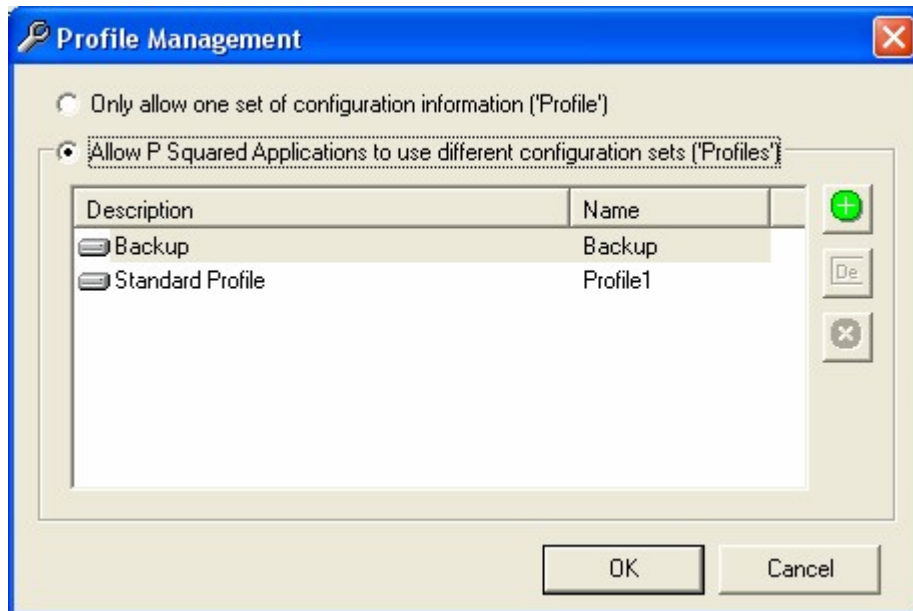 Profile Management
Only allow one set of configuration information ('Profile')
Allow P Squared Applications to use different configuration sets ('Profiles')
Description Name
Backup Backup
Standard Profile Profile1
De
OK Cancel